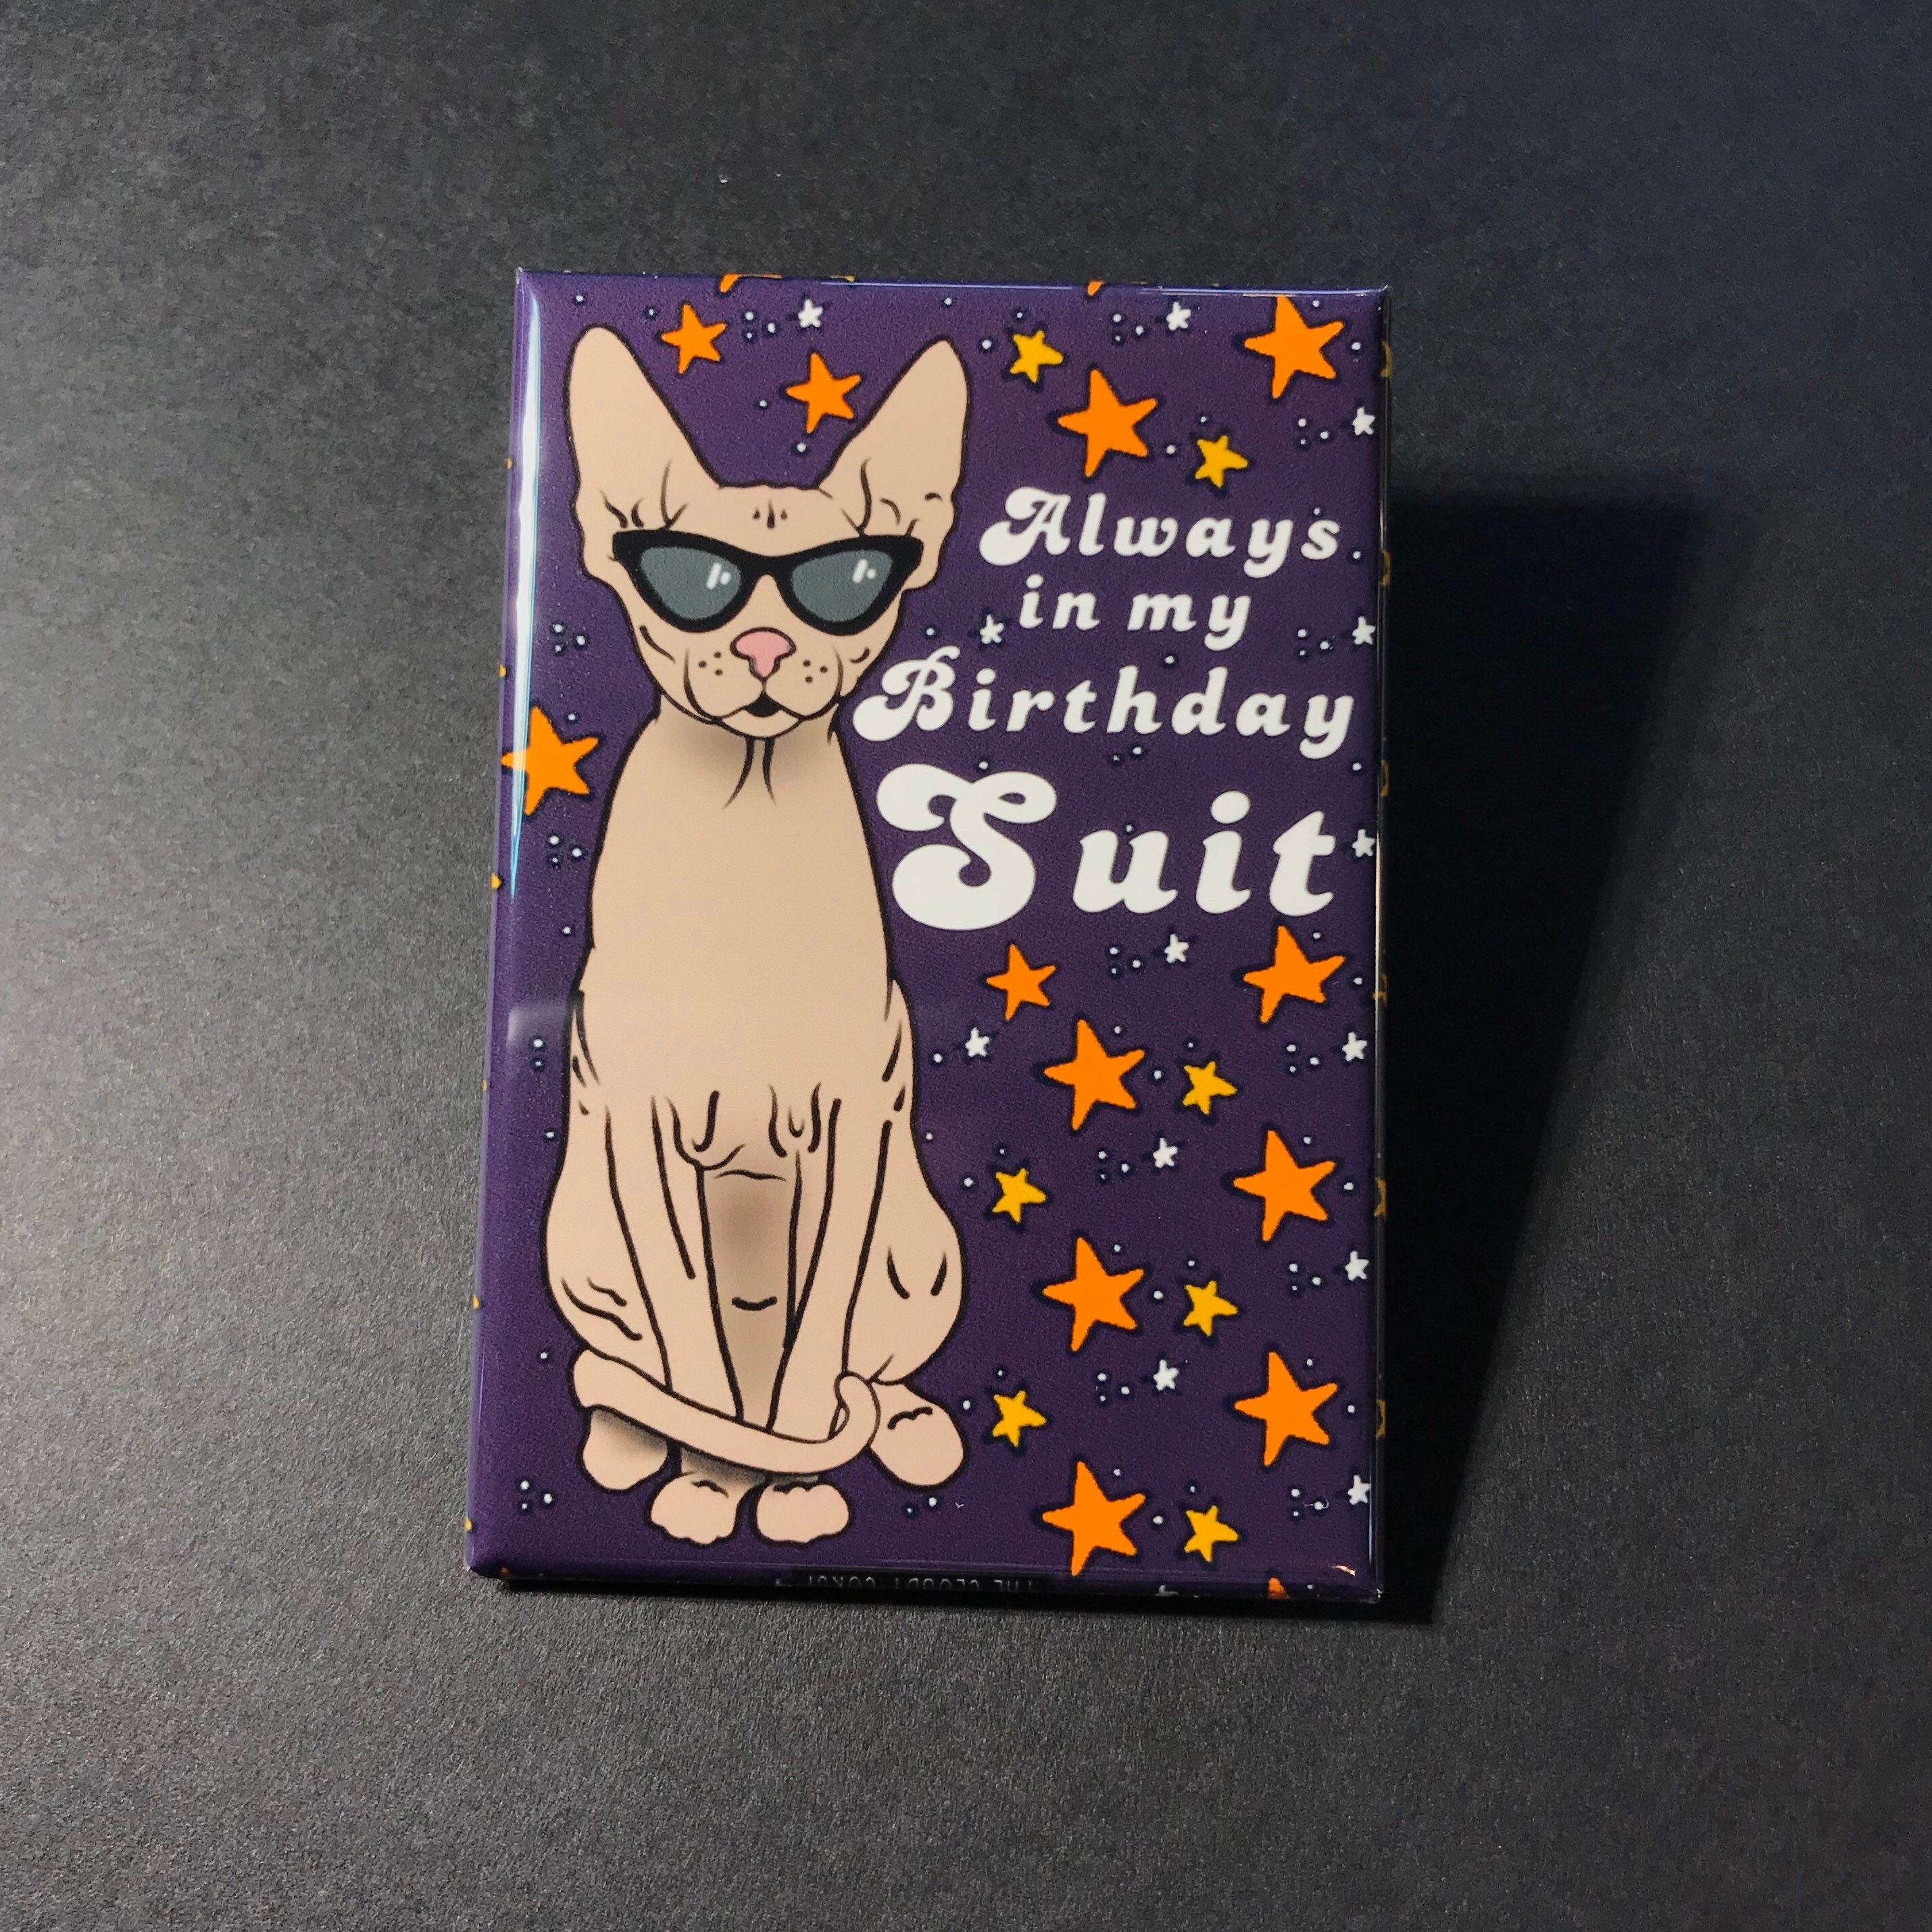 Always
in my
Birthday
Suit